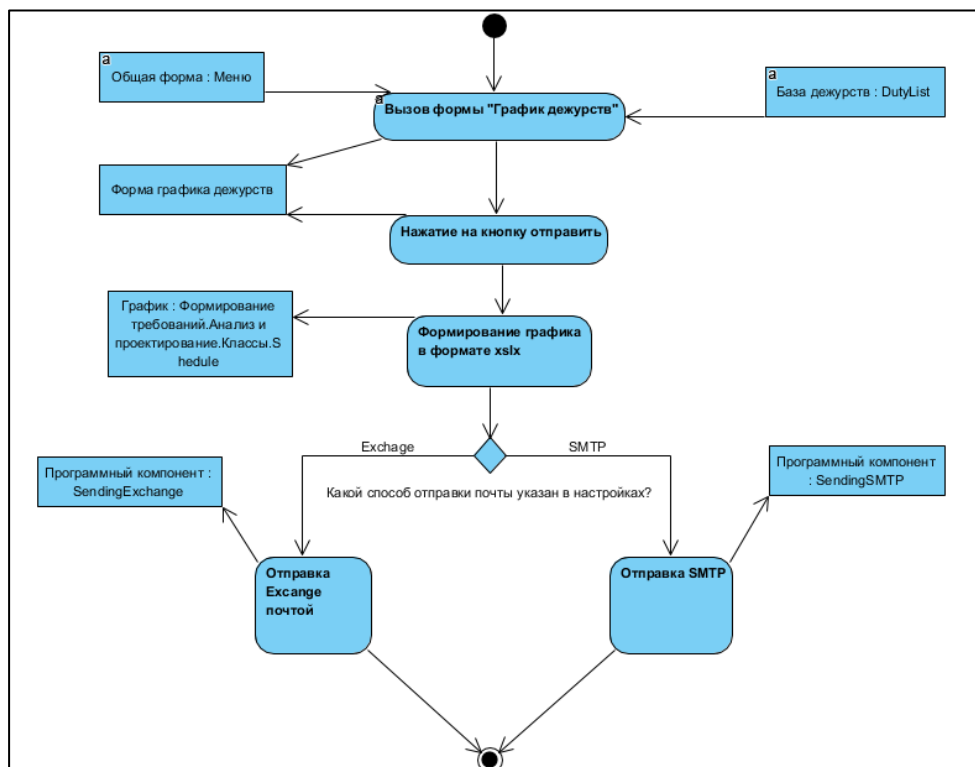 a
Общая форма : Меню
a
База дежурств : DutyList
a
Вызов формы "График дежурств"
Форма графика дежурств
Нажатие на кнопку отправить
График : Формирование
требований.Анализ и
проектирование.Классы.S
hedule
Формирование графика
в формате xslx
Exchage
SMTP
Какой способ отправки почты указан в настройках?
Программный компонент :
SendingExchange
Программный компонент
: SendingSMTP
Отправка
Excange
почтой
Отправка SMTP